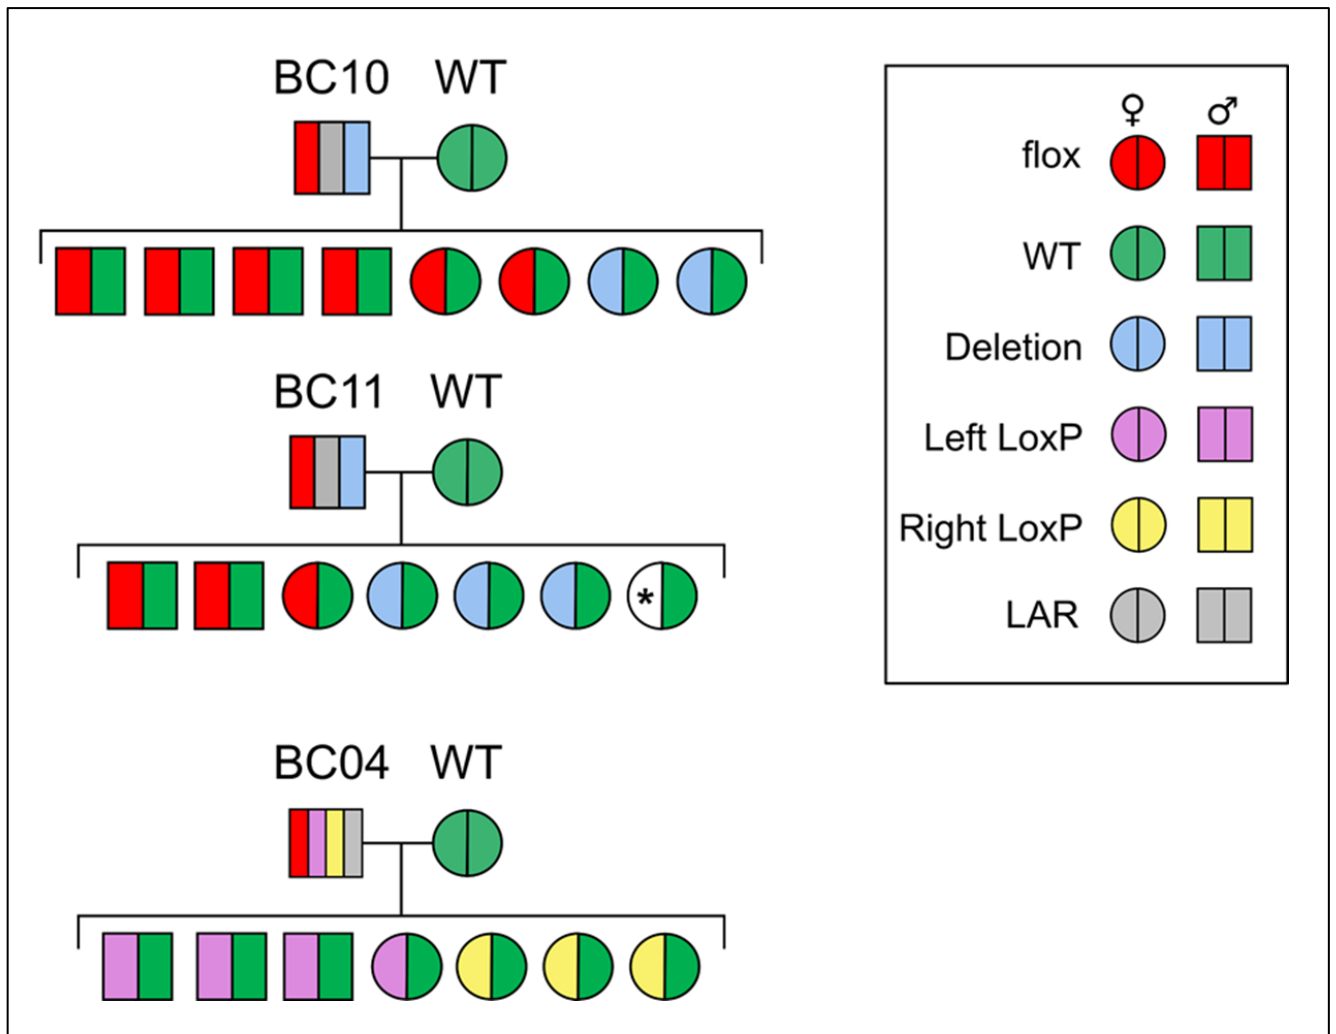 BC10 WT
BC11 WT
*
BC04 WT
♀ ♂
flox
WT
Deletion
Left LoxP
Right LoxP
LAR